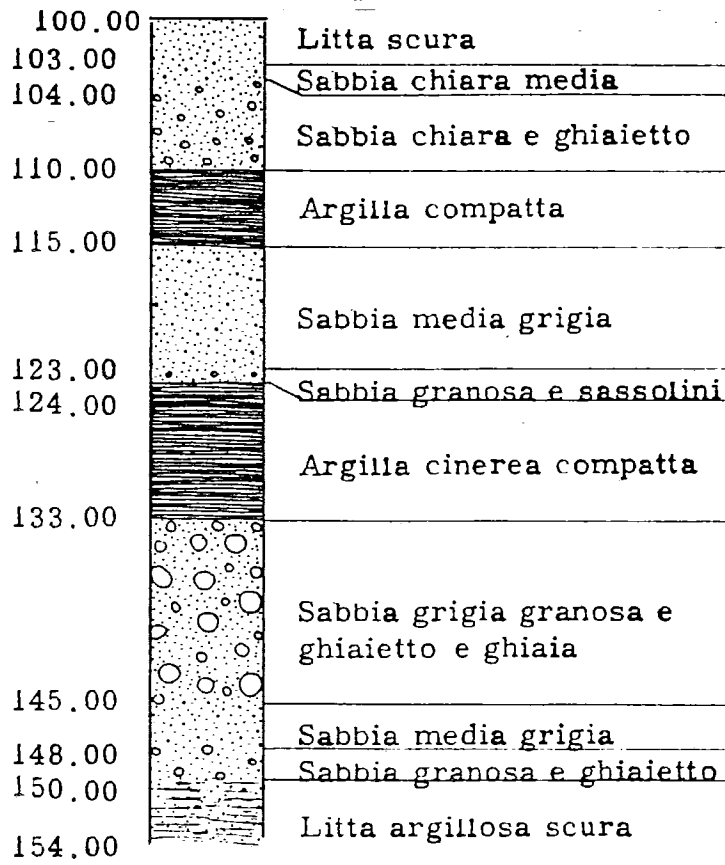 100.00
Litta scura
103.00
Sabbia chiara media
104.00
Sabbia chiara e ghiaietto
110.00
Argilla compatta
115.00
Sabbia media grigia
123.00
Sabbia granosa e sassolini
124.00
Argilla cinerea compatta
133.00
Sabbia grigia granosa e
ghiaietto e ghiaia
145.00
Sabbia media grigia
148.00
Sabbia granosa e ghiaietto
150.00
Litta argillosa scura
154.00